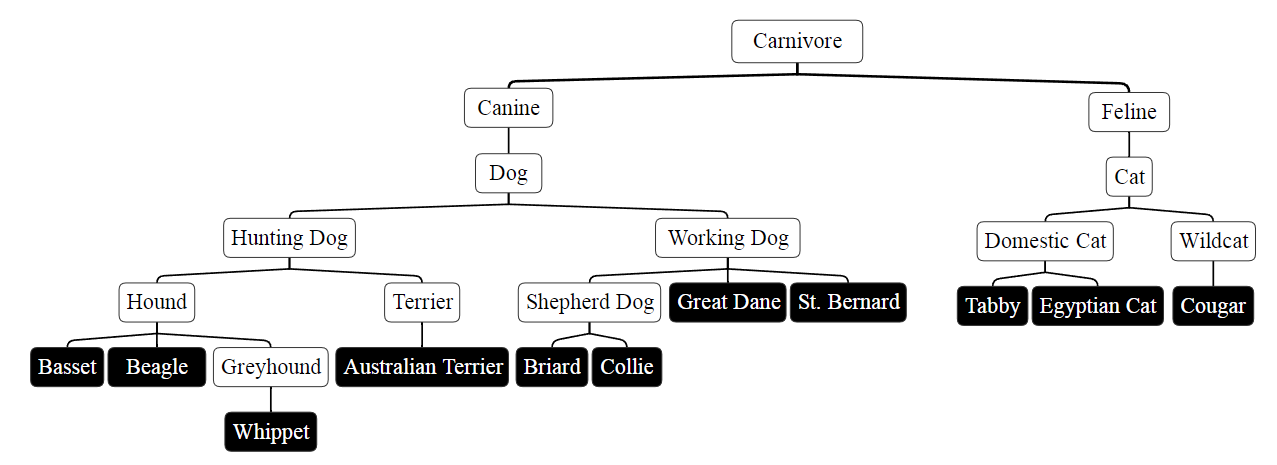 Carnivore
Canine
Feline
Dog
Cat
Hunting Dog
Working Dog
Domestic Cat
Wildcat
Hound
Terrier
Shepherd Dog
Great Dane
St. Bernard
Tabby
Egyptian Cat
Cougar
Basset
Beagle
Greyhound
Australian Terrier
Briard
Collie
Whippet